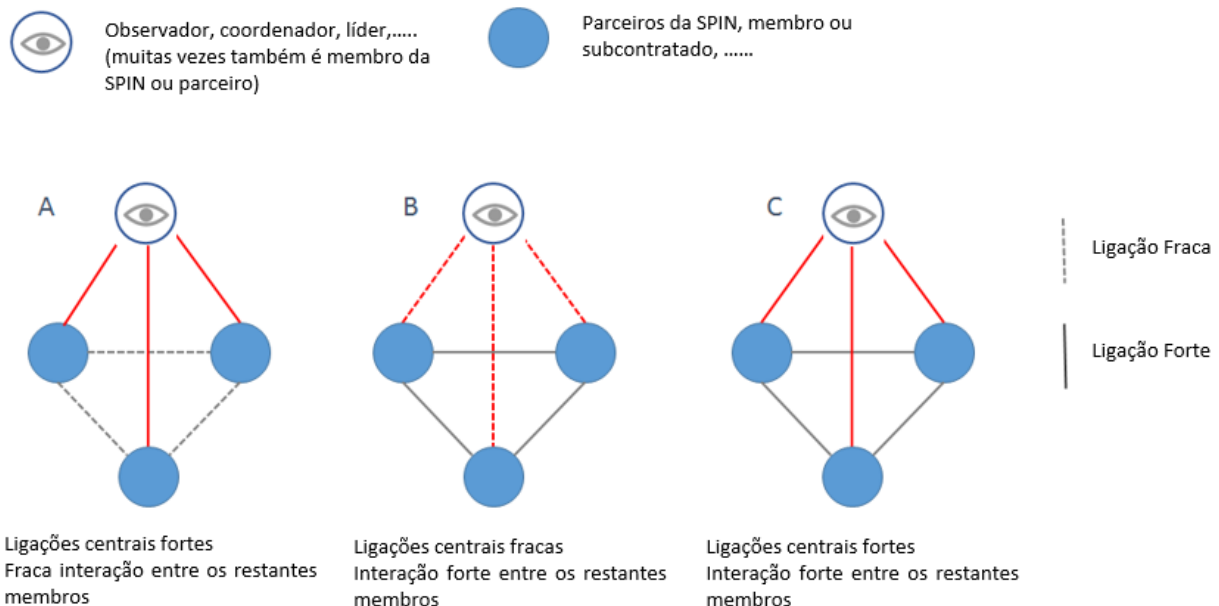 Observador, coordenador, líder,.....
(muitas vezes também é membro da
SPIN ou parceiro)
Parceiros da SPIN, membro ou
subcontratado, ......
A
B
C
Ligação Fraca
Ligação Forte
Ligações centrais fortes
Fraca interação entre os restantes
membros
Ligações centrais fracas
Interação forte entre os restantes
membros
Ligações centrais fortes
Interação forte entre os restantes
membros